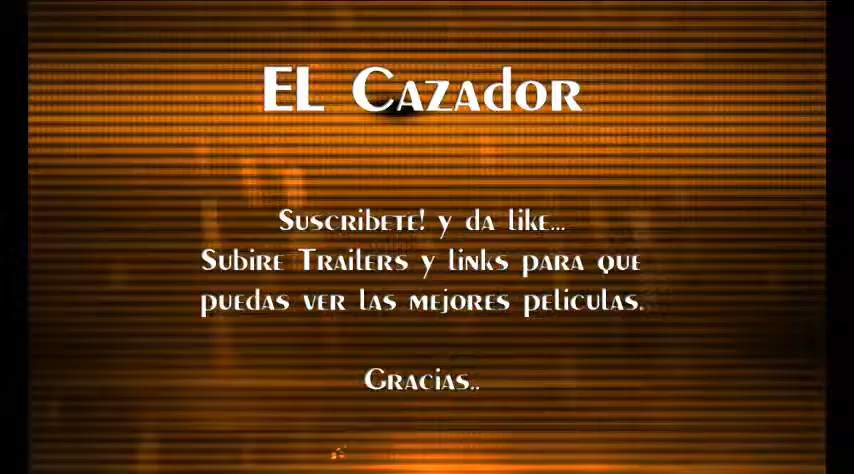 EL Cazador
Suscribete! y da like...
Subire Trailers y links para que
puedas ver las mejores peliculas.
Gracias..